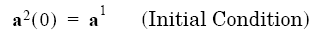 a²(0) = a¹ (Initial Condition)